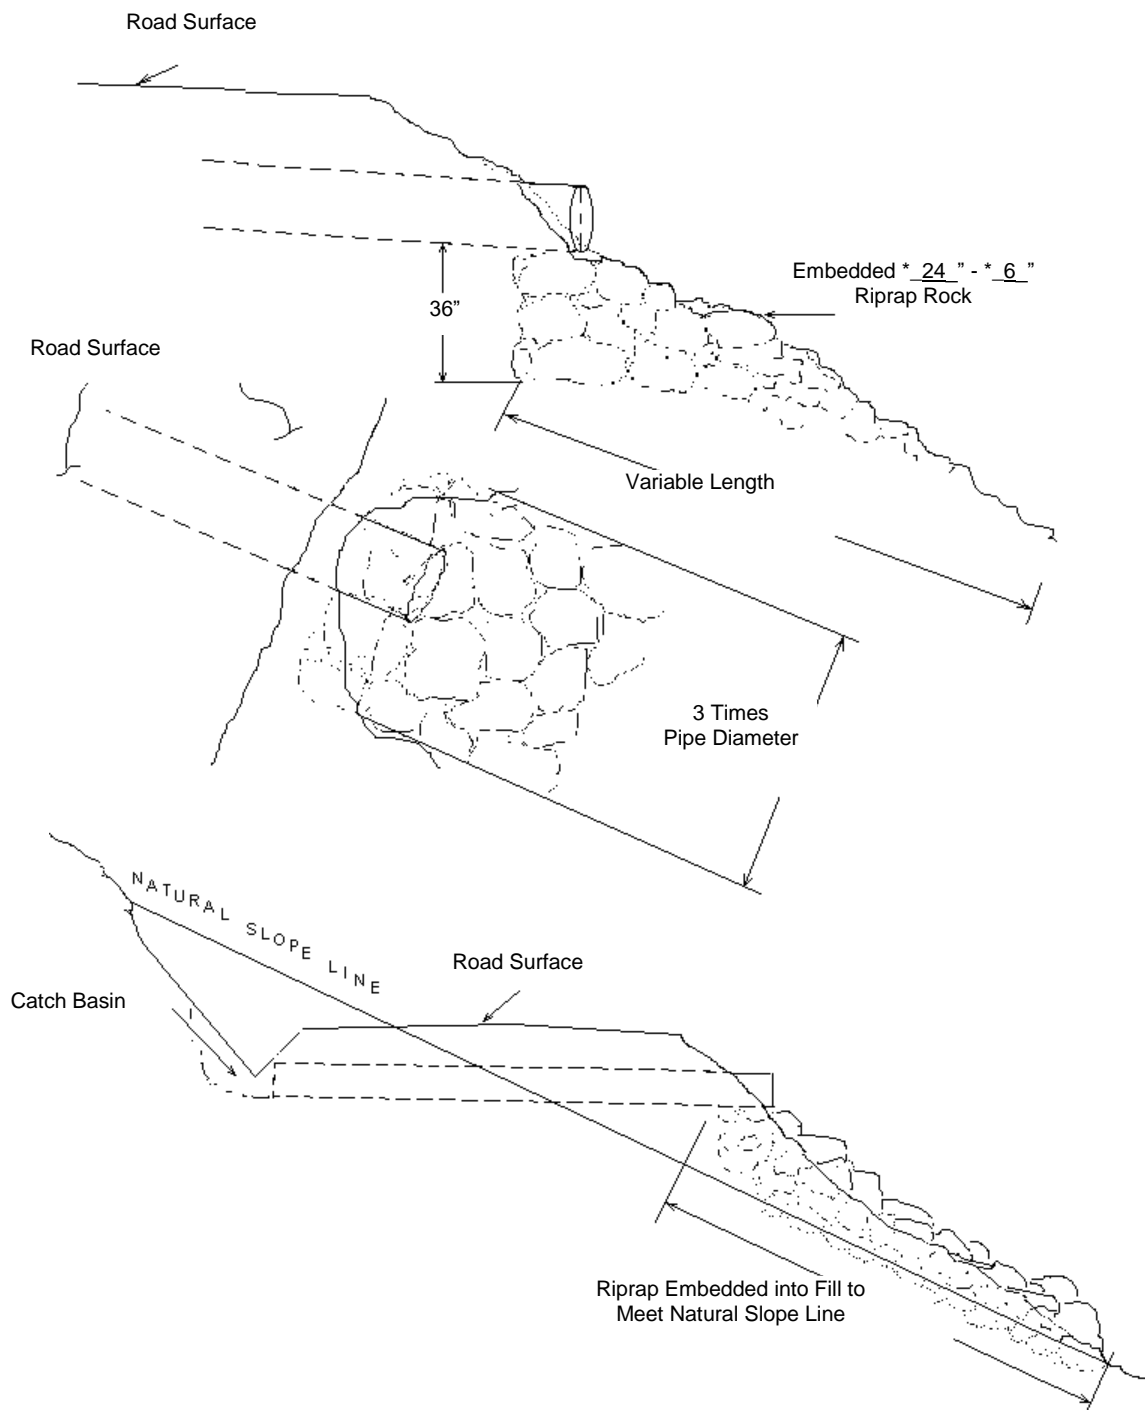 Road Surface
Embedded *_24_” - *_6_”
Riprap Rock
36”
Road Surface
Variable Length
3 Times
Pipe Diameter
NATURAL SLOPE LINE
Road Surface
Catch Basin
Riprap Embedded into Fill to
Meet Natural Slope Line